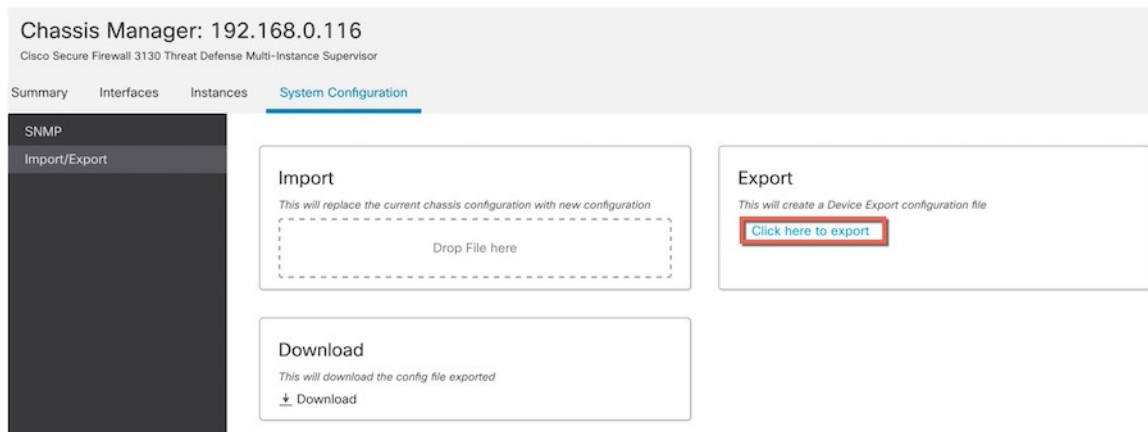 Chassis Manager: 192.168.0.116
Cisco Secure Firewall 3130 Threat Defense Multi-Instance Supervisor
Summary Interfaces Instances System Configuration
SNMP
Import/Export
Import
This will replace the current chassis configuration with new configuration
Drop File here
Export
This will create a Device Export configuration file
Click here to export
Download
This will download the config file exported
Download